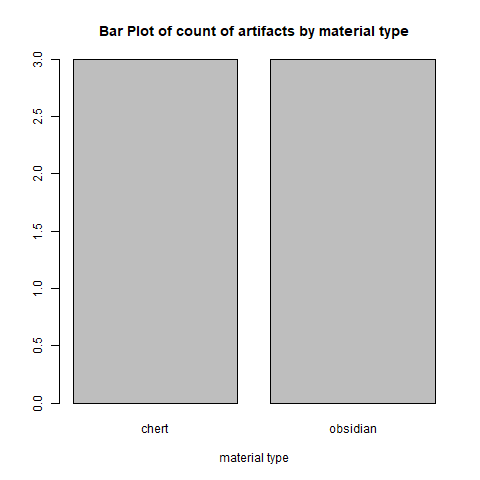 Bar Plot of count of artifacts by material type
3.0
2.5
2.0
1.5
1.0
0.5
0.0
chert obsidian
material type